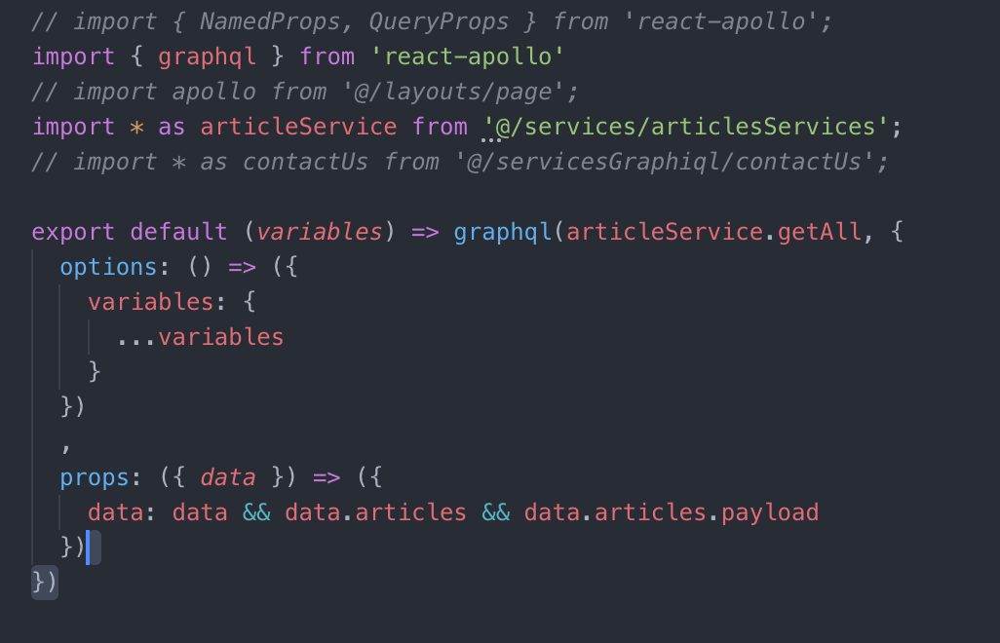 // import { NamedProps, QueryProps } from 'react-apollo';
import { graphql } from 'react-apollo'
// import apollo from '@/layouts/page';
import * as articleService from '@/services/articlesServices';
// import * as contactUs from '@/servicesGraphiql/contactUs';

export default (variables) => graphql(articleService.getAll, {
  options: () => ({
    variables: {
      ...variables
    }
  })
  ,
  props: ({ data }) => ({
    data: data && data.articles && data.articles.payload
  })
})